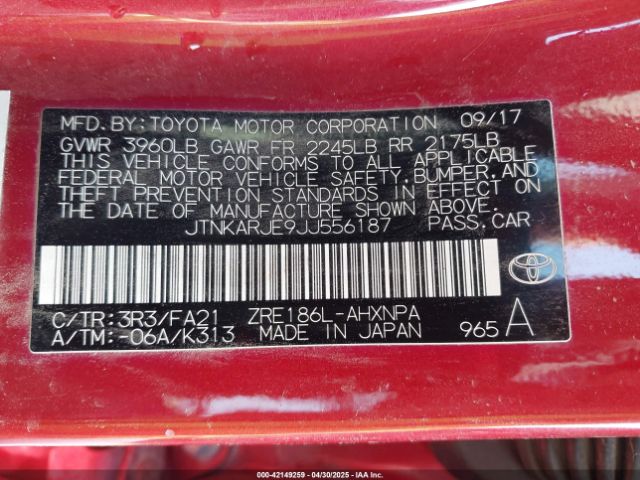 MFD.BY:TOYOTA MOTOR CORPORATION 09/17
GVWR 3960LB GAWR FR 2245LB RR 2175LB
THIS VEHICLE CONFORMS TO ALL APPLICABLE
FEDERAL MOTOR VEHICLE SAFETY,BUMPER,AND
THEFT PREVENTION STANDARDS IN EFFECT ON
THE DATE OF MANUFACTURE SHOWN ABOVE.
JTNKARJE9JJ556187 PASS.CAR
C/TR:3R3/FA21 ZRE186L-AHXNPA
A/TM:-06A/K313 MADE IN JAPAN 965 A
000-42149259 - 04/30/2025 - IAAI.COM